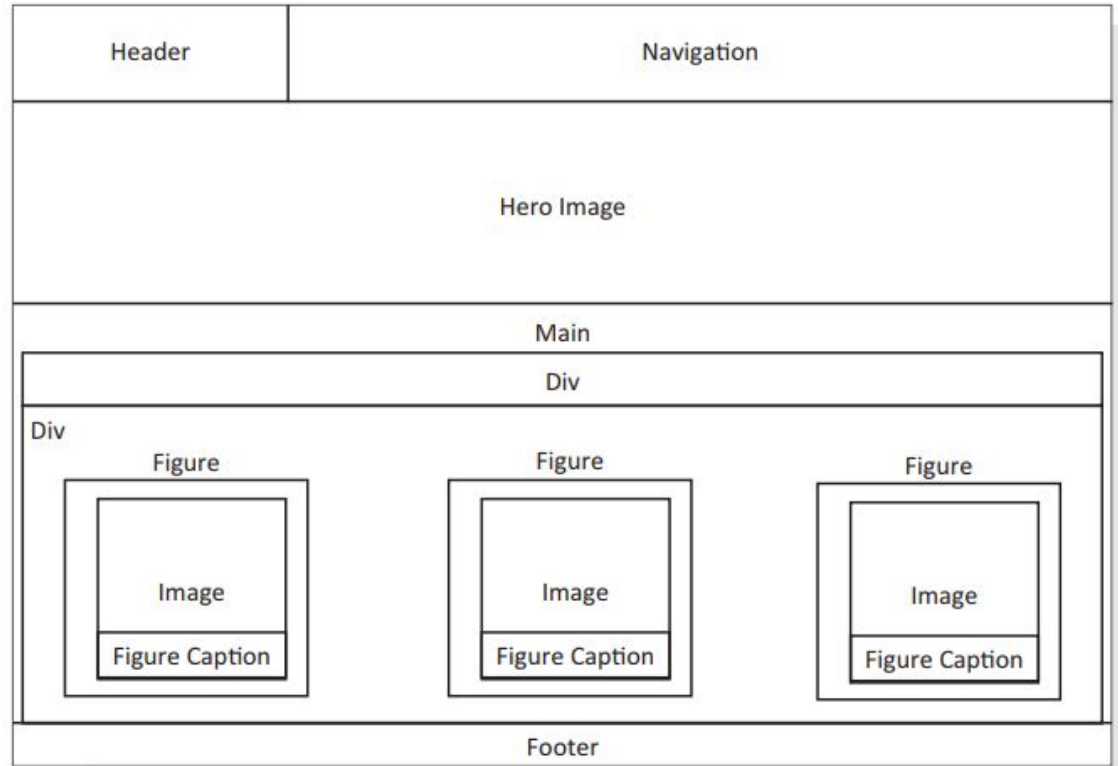 Header
Navigation
Hero Image
Main
Div
Div
Figure
Figure
Figure
Image
Image
Image
Figure Caption
Figure Caption
Figure Caption
Footer